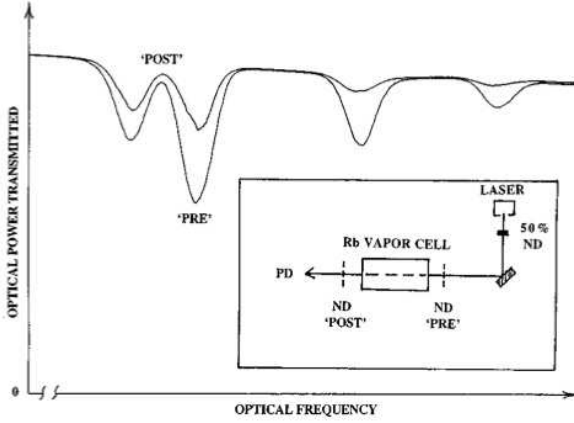 OPTICAL POWER TRANSMITTED
'POST'
'PRE'
LASER
50%
ND
Rb VAPOR CELL
PD
ND
'POST'
ND
'PRE'
0
OPTICAL FREQUENCY